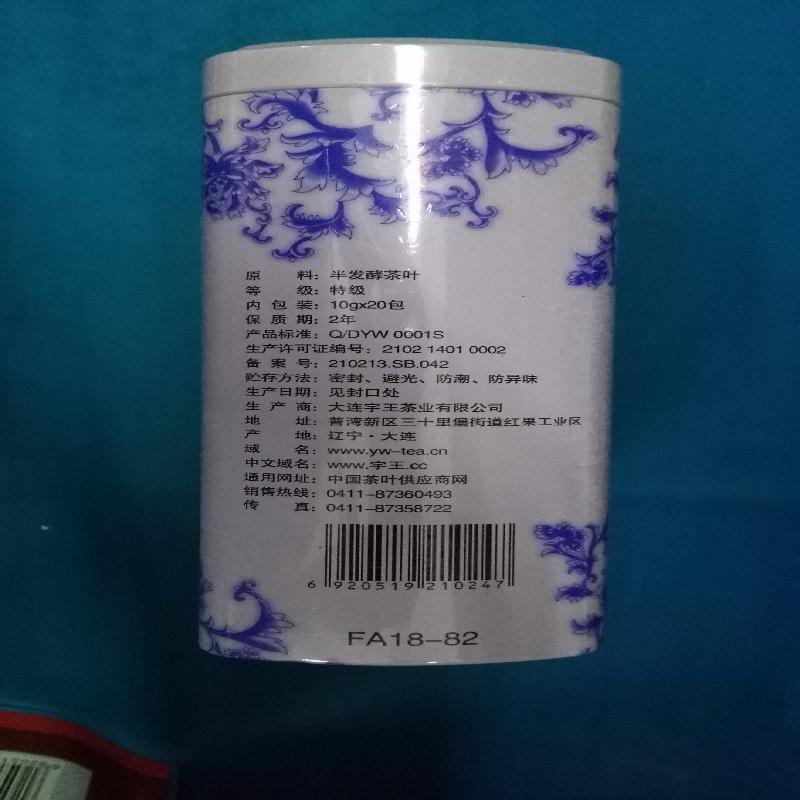 原料：半发酵茶叶
等级：特级
内包装：10gx20包
保质期：2年
产品标准：Q/DYW 0001S
生产许可证编号：2102 1401 0002
备案号：210213.SB.042
贮存方法：密封、避光、防潮、防异味
生产日期：见封口处
生产商：大连宇王茶业有限公司
地址：普湾新区三十里堡街道红果工业区
产地：辽宁·大连
域名：www.yw-tea.cn
中文域名：www.宇王.cc
通用网址：中国茶叶供应商网
销售热线：0411-87360493
传真：0411-87358722
6 920519 210247
FA18-82